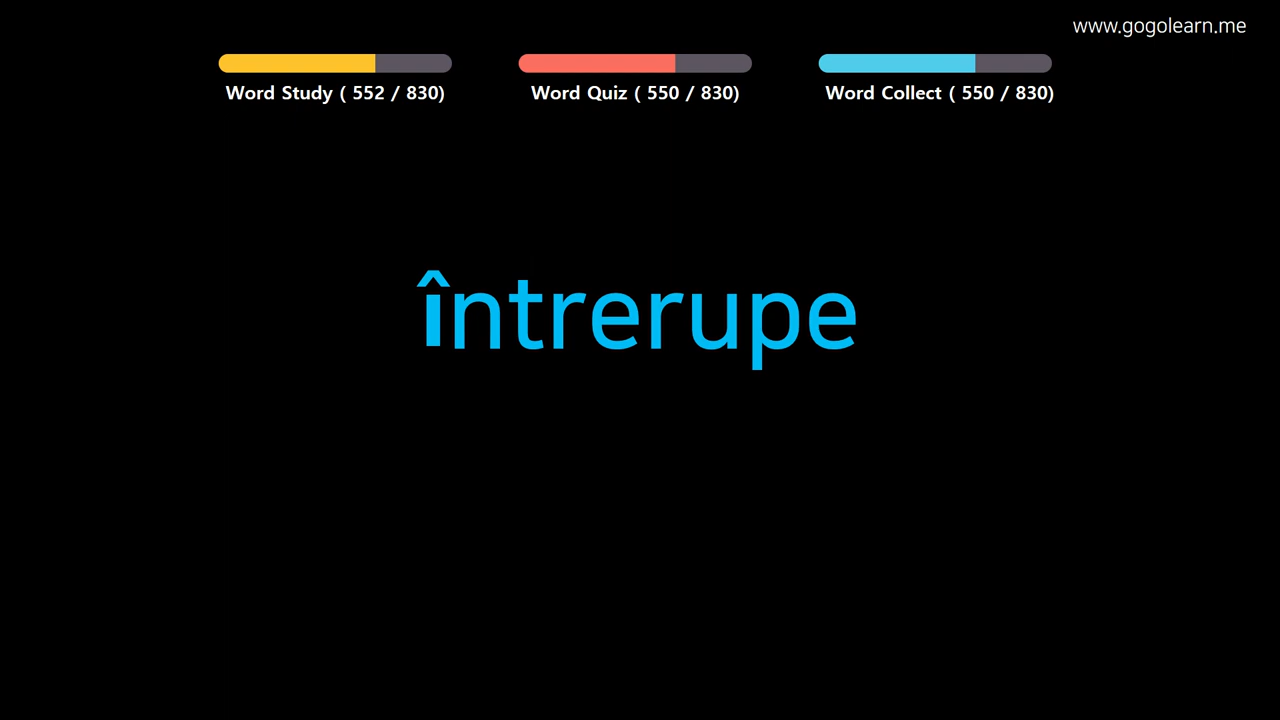 www.gogolearn.me
Word Study ( 552 / 830)
Word Quiz ( 550 / 830)
Word Collect ( 550 / 830)
întrerupe